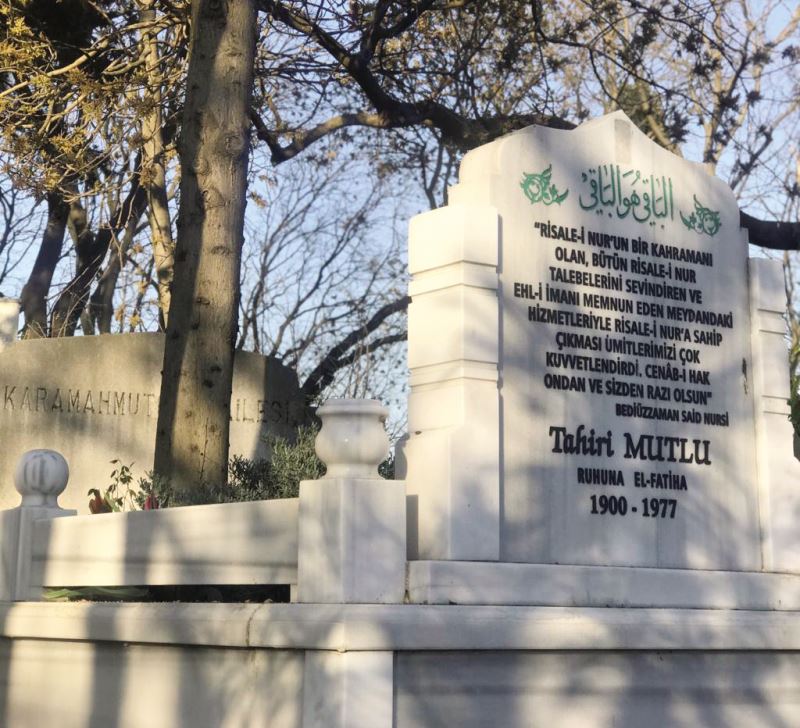 الباقي هو الباقي
"RİSALE-İ NUR'UN BİR KAHRAMANI
OLAN, BÜTÜN RİSALE-İ NUR
TALEBELERİNİ SEVİNDİREN VE
EHL-İ İMANI MEMNUN EDEN MEYDANDAKİ
HİZMETLERİYLE RİSALE-İ NUR'A SAHİP
ÇIKMASI ÜMİTLERİMİZİ ÇOK
KUVVETLENDİRDİ. CENÂB-I HAK
ONDAN VE SİZDEN RAZI OLSUN"
BEDİÜZZAMAN SAİD NURSİ
Tahiri MUTLU
RUHUNA EL-FATİHA
1900 - 1977
KARAMAHMUT AİLESİ